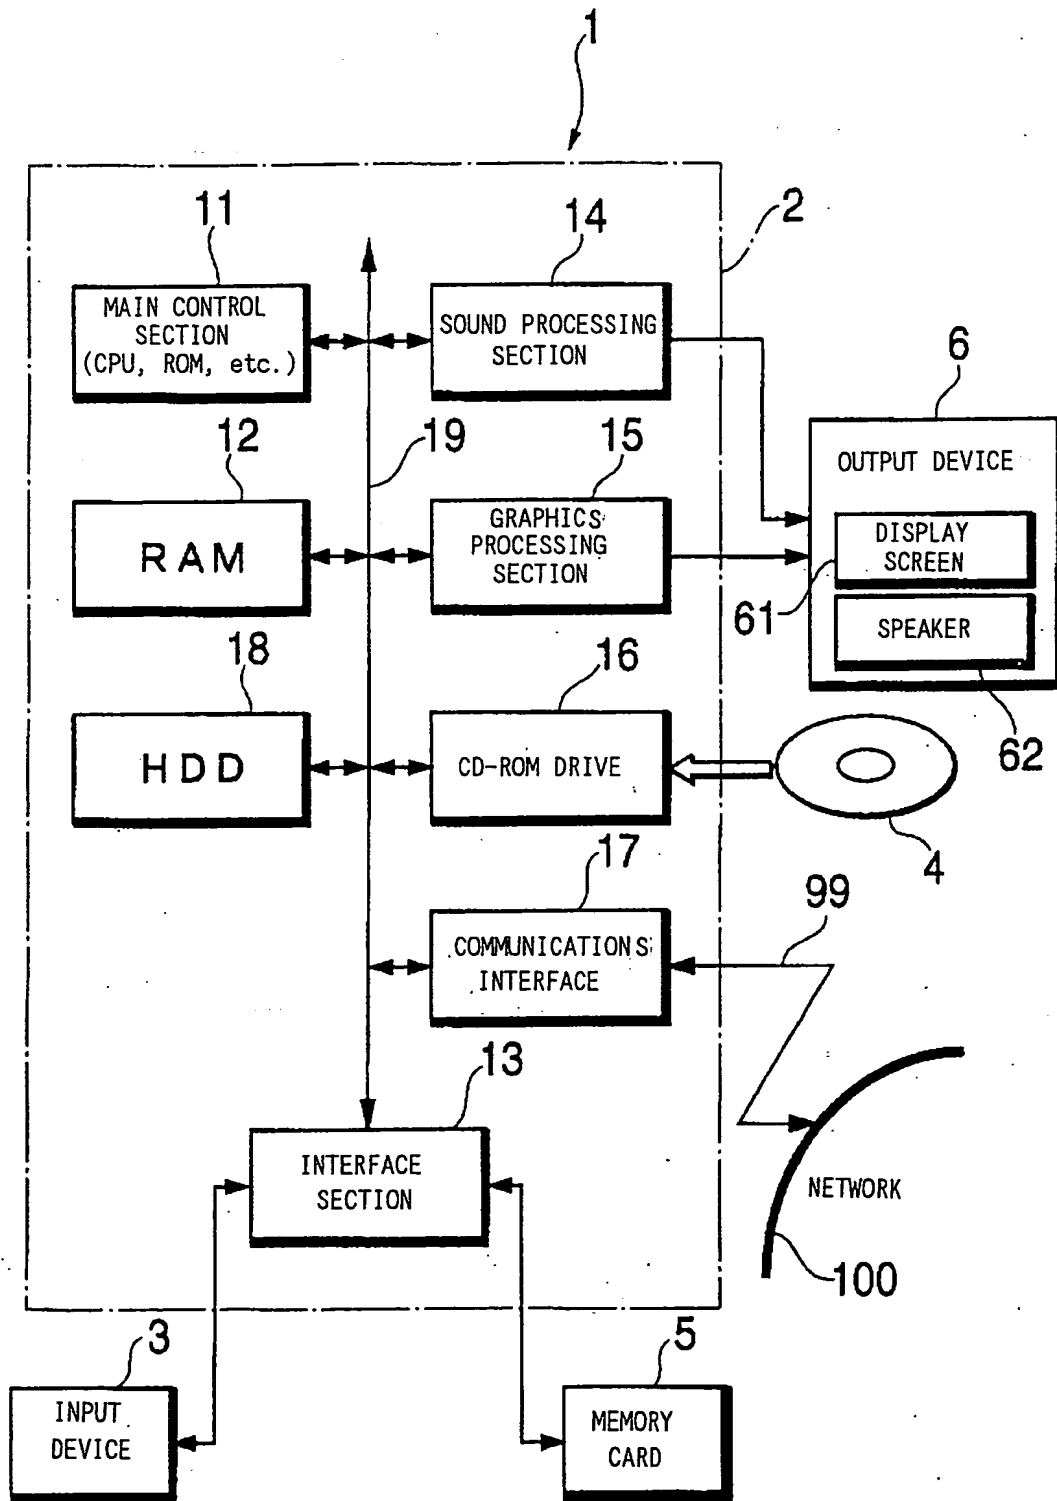 1
2
11
14
MAIN CONTROL
SECTION
(CPU, ROM, etc.)
SOUND PROCESSING
SECTION
6
12
19
15
OUTPUT DEVICE
RAM
GRAPHICS
PROCESSING
SECTION
DISPLAY
SCREEN
61
SPEAKER
18
16
62
HDD
CD-ROM DRIVE
4
17
99
COMMUNICATIONS
INTERFACE
13
INTERFACE
SECTION
NETWORK
100
3
5
INPUT
DEVICE
MEMORY
CARD